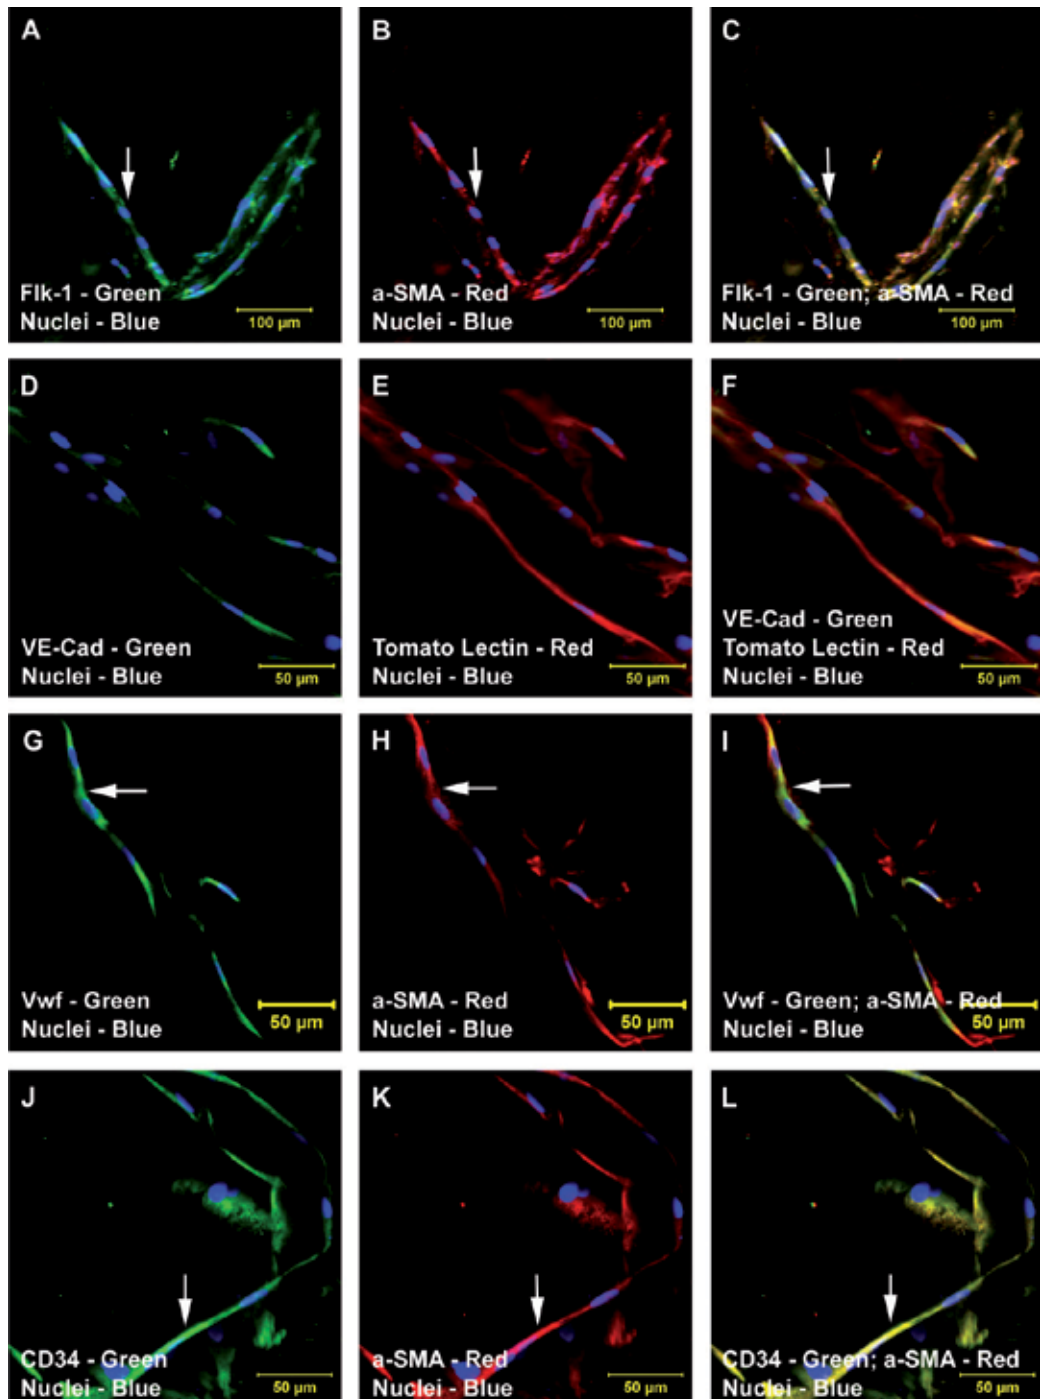 A
Flk-1 - Green
Nuclei - Blue
100 µm
B
a-SMA - Red
Nuclei - Blue
100 µm
C
Flk-1 - Green; a-SMA - Red
Nuclei - Blue
100 µm
D
VE-Cad - Green
Nuclei - Blue
50 µm
E
Tomato Lectin - Red
Nuclei - Blue
50 µm
F
VE-Cad - Green
Tomato Lectin - Red
Nuclei - Blue
50 µm
G
Vwf - Green
Nuclei - Blue
50 µm
H
a-SMA - Red
Nuclei - Blue
50 µm
I
Vwf - Green; a-SMA - Red
Nuclei - Blue
50 µm
J
CD34 - Green
Nuclei - Blue
50 µm
K
a-SMA - Red
Nuclei - Blue
50 µm
L
CD34 - Green; a-SMA - Red
Nuclei - Blue
50 µm